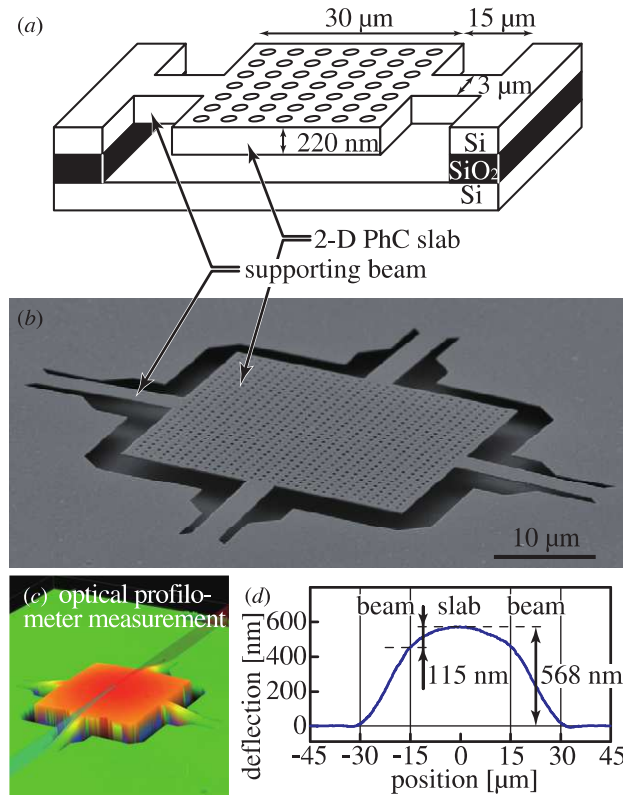 (a)
30 µm
15 µm
3 µm
220 nm
Si
SiO₂
Si
2-D PhC slab
supporting beam
(b)
10 µm
(c) optical profilo-
meter measurement
(d)
beam slab beam
600
400
200
0
115 nm
568 nm
deflection [nm]
-45 -30 -15 0 15 30 45
position [µm]